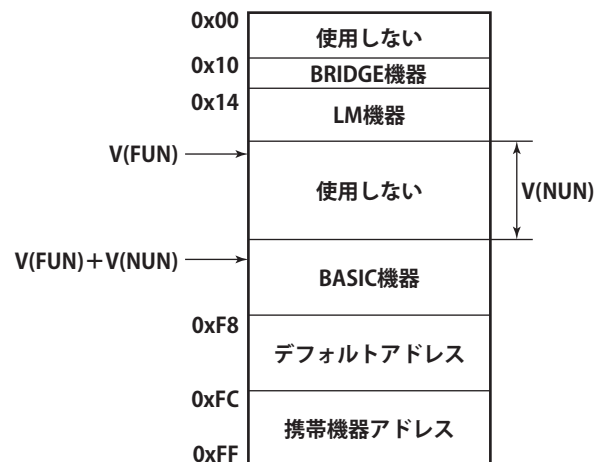 0x00
使用しない
0x10
BRIDGE機器
0x14
LM機器
V(FUN)
使用しない
V(NUN)
V(FUN)＋V(NUN)
BASIC機器
0xF8
デフォルトアドレス
0xFC
携帯機器アドレス
0xFF